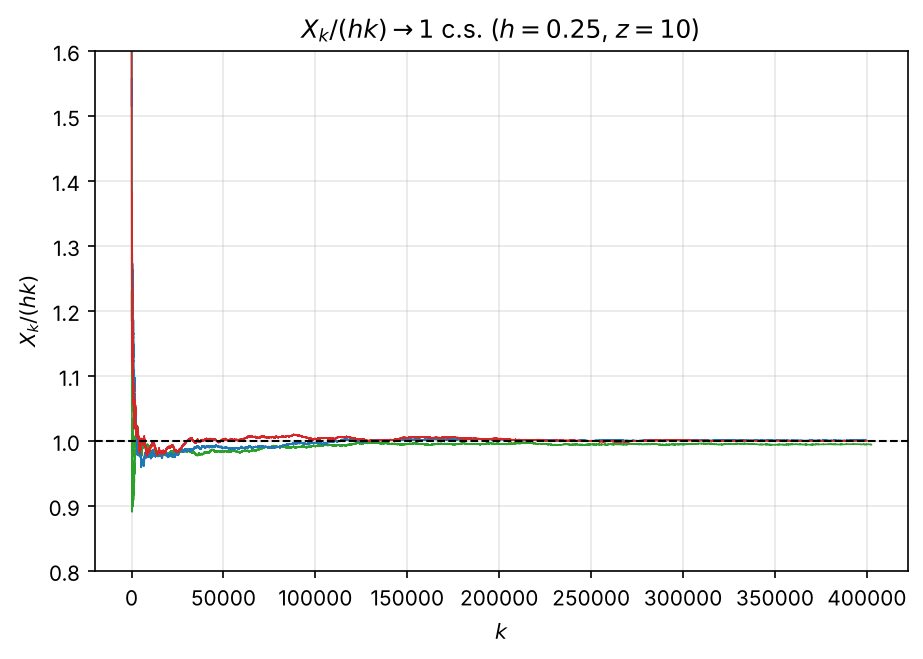 X_k/(hk) → 1 c.s. (h = 0.25, z = 10)
X_k/(hk)
1.6
1.5
1.4
1.3
1.2
1.1
1.0
0.9
0.8
0 50000 100000 150000 200000 250000 300000 350000 400000
k